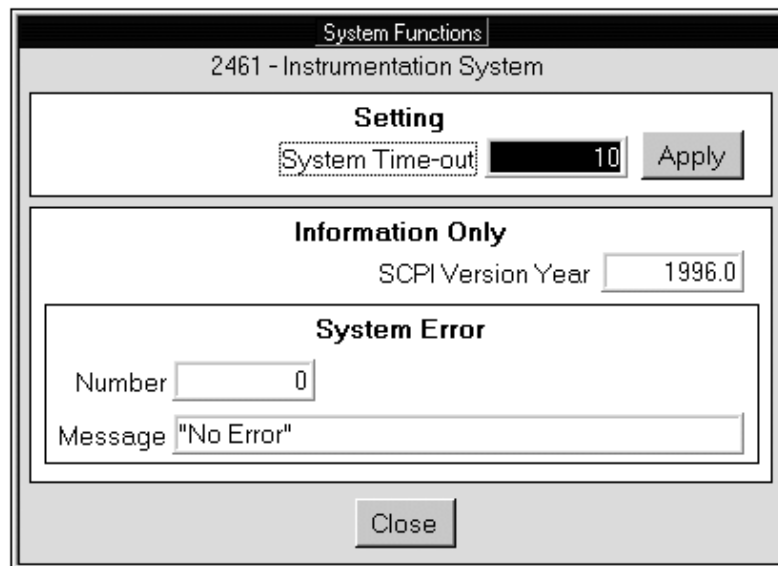 System Functions
2461 - Instrumentation System
Setting
System Time-out 10 Apply
Information Only
SCPI Version Year 1996.0
System Error
Number 0
Message "No Error"
Close